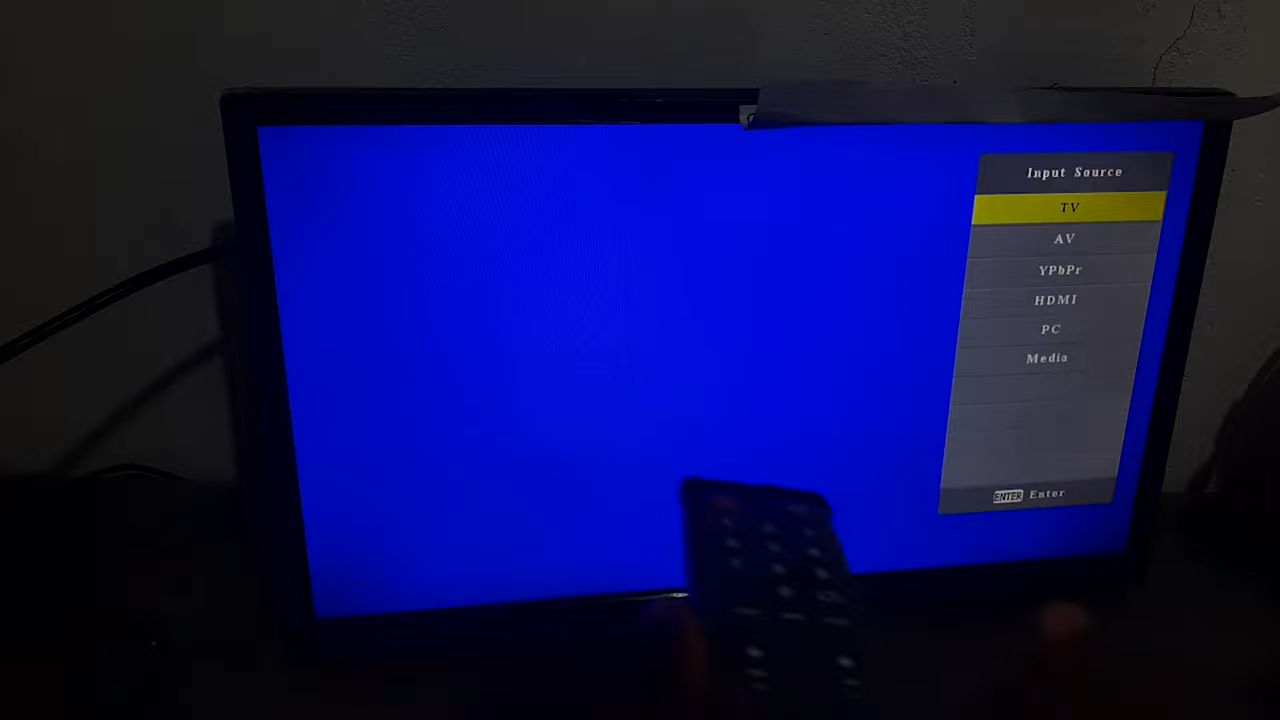 Input Source
TV
AV
YPbPr
HDMI
PC
Media
ENTER Enter